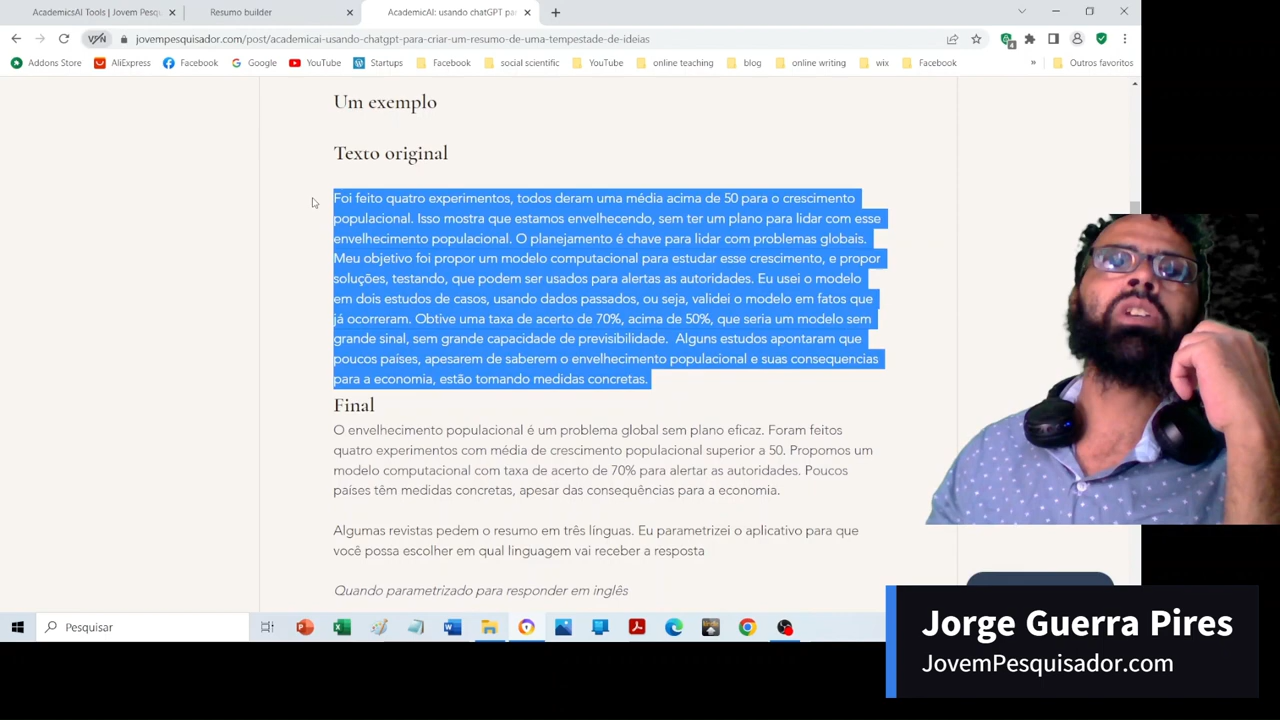 AcademicsAI Tools | Jovem Pesqu
Resumo builder
AcademicAI: usando chatGPT par
jovempesquisador.com/post/academicai-usando-chatgpt-para-criar-um-resumo-de-uma-tempestade-de-ideias
Addons Store AliExpress Facebook Google YouTube Startups Facebook social scientific YouTube online teaching blog online writing wix Facebook » Outros favoritos
Um exemplo
Texto original
Foi feito quatro experimentos, todos deram uma média acima de 50 para o crescimento
populacional. Isso mostra que estamos envelhecendo, sem ter um plano para lidar com esse
envelhecimento populacional. O planejamento é chave para lidar com problemas globais.
Meu objetivo foi propor um modelo computacional para estudar esse crescimento, e propor
soluções, testando, que podem ser usados para alertas as autoridades. Eu usei o modelo
em dois estudos de casos, usando dados passados, ou seja, validei o modelo em fatos que
já ocorreram. Obtive uma taxa de acerto de 70%, acima de 50%, que seria um modelo sem
grande sinal, sem grande capacidade de previsibilidade. Alguns estudos apontaram que
poucos países, apesarem de saberem o envelhecimento populacional e suas consequencias
para a economia, estão tomando medidas concretas.
Final
O envelhecimento populacional é um problema global sem plano eficaz. Foram feitos
quatro experimentos com média de crescimento populacional superior a 50. Propomos um
modelo computacional com taxa de acerto de 70% para alertar as autoridades. Poucos
países têm medidas concretas, apesar das consequências para a economia.
Algumas revistas pedem o resumo em três línguas. Eu parametrizei o aplicativo para que
você possa escolher em qual linguagem vai receber a resposta
Quando parametrizado para responder em inglês
Pesquisar
Jorge Guerra Pires
JovemPesquisador.com